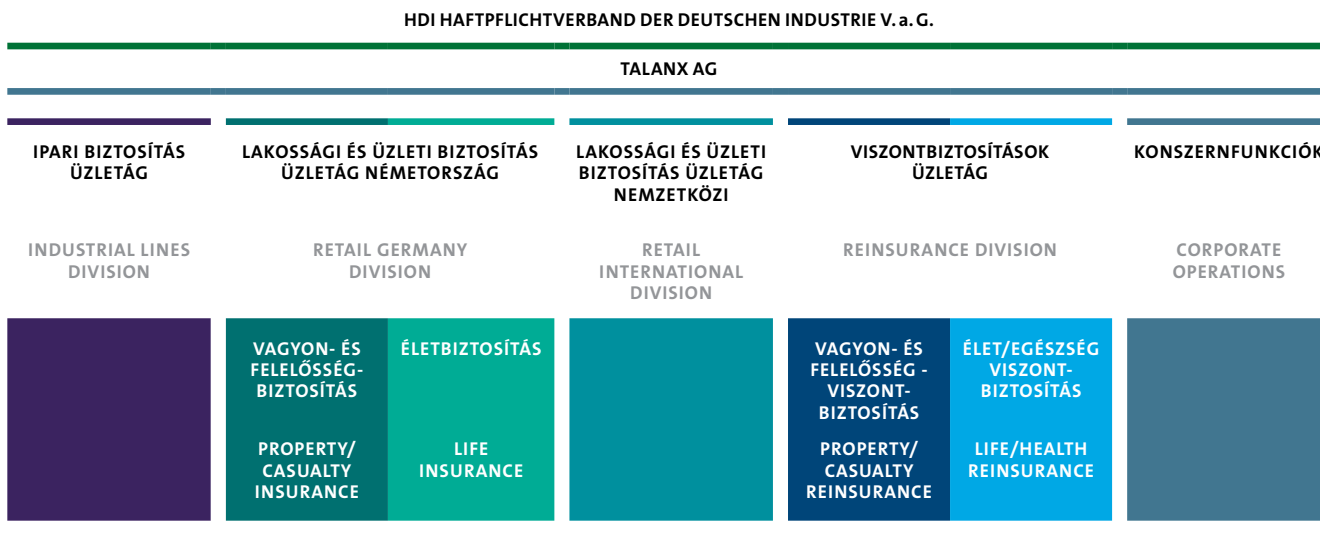 HDI HAFTPFLICHTVERBAND DER DEUTSCHEN INDUSTRIE V. a. G.
TALANX AG
IPARI BIZTOSÍTÁS
ÜZLETÁG
LAKOSSÁGI ÉS ÜZLETI BIZTOSÍTÁS
ÜZLETÁG NÉMETORSZÁG
LAKOSSÁGI ÉS ÜZLETI
BIZTOSÍTÁS ÜZLETÁG
NEMZETKÖZI
VISZONTBIZTOSÍTÁSOK
ÜZLETÁG
KONSZERNFUNKCIÓK
INDUSTRIAL LINES
DIVISION
RETAIL GERMANY
DIVISION
RETAIL
INTERNATIONAL
DIVISION
REINSURANCE DIVISION
CORPORATE
OPERATIONS
VAGYON- ÉS
FELELŐSSÉG-
BIZTOSÍTÁS
PROPERTY/
CASUALTY
INSURANCE
ÉLETBIZTOSÍTÁS
LIFE
INSURANCE
VAGYON- ÉS
FELELŐSSÉG -
VISZONT-
BIZTOSÍTÁS
PROPERTY/
CASUALTY
REINSURANCE
ÉLET/EGÉSZSÉG
VISZONT-
BIZTOSÍTÁS
LIFE/HEALTH
REINSURANCE